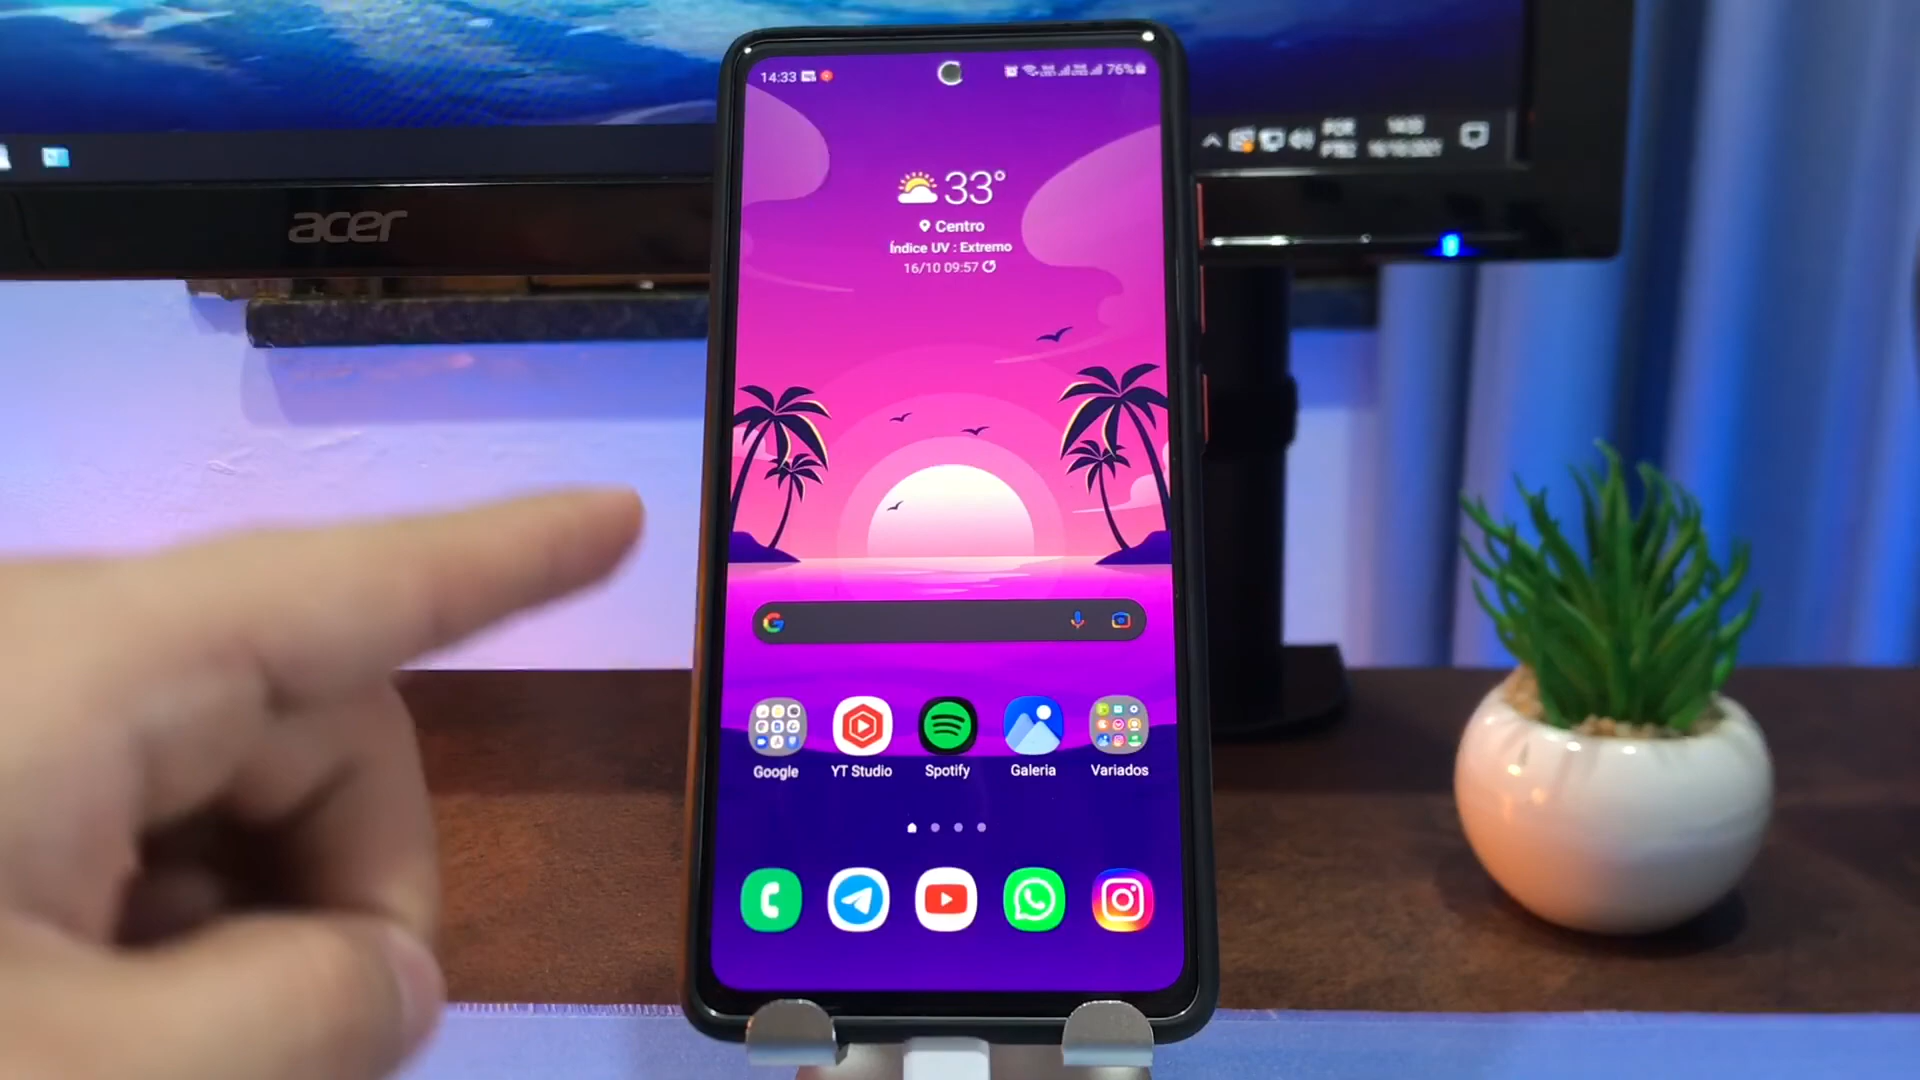 14:33
76%
acer
33°
Centro
Índice UV : Extremo
16/10 09:57
Google
YT Studio
Spotify
Galeria
Variados